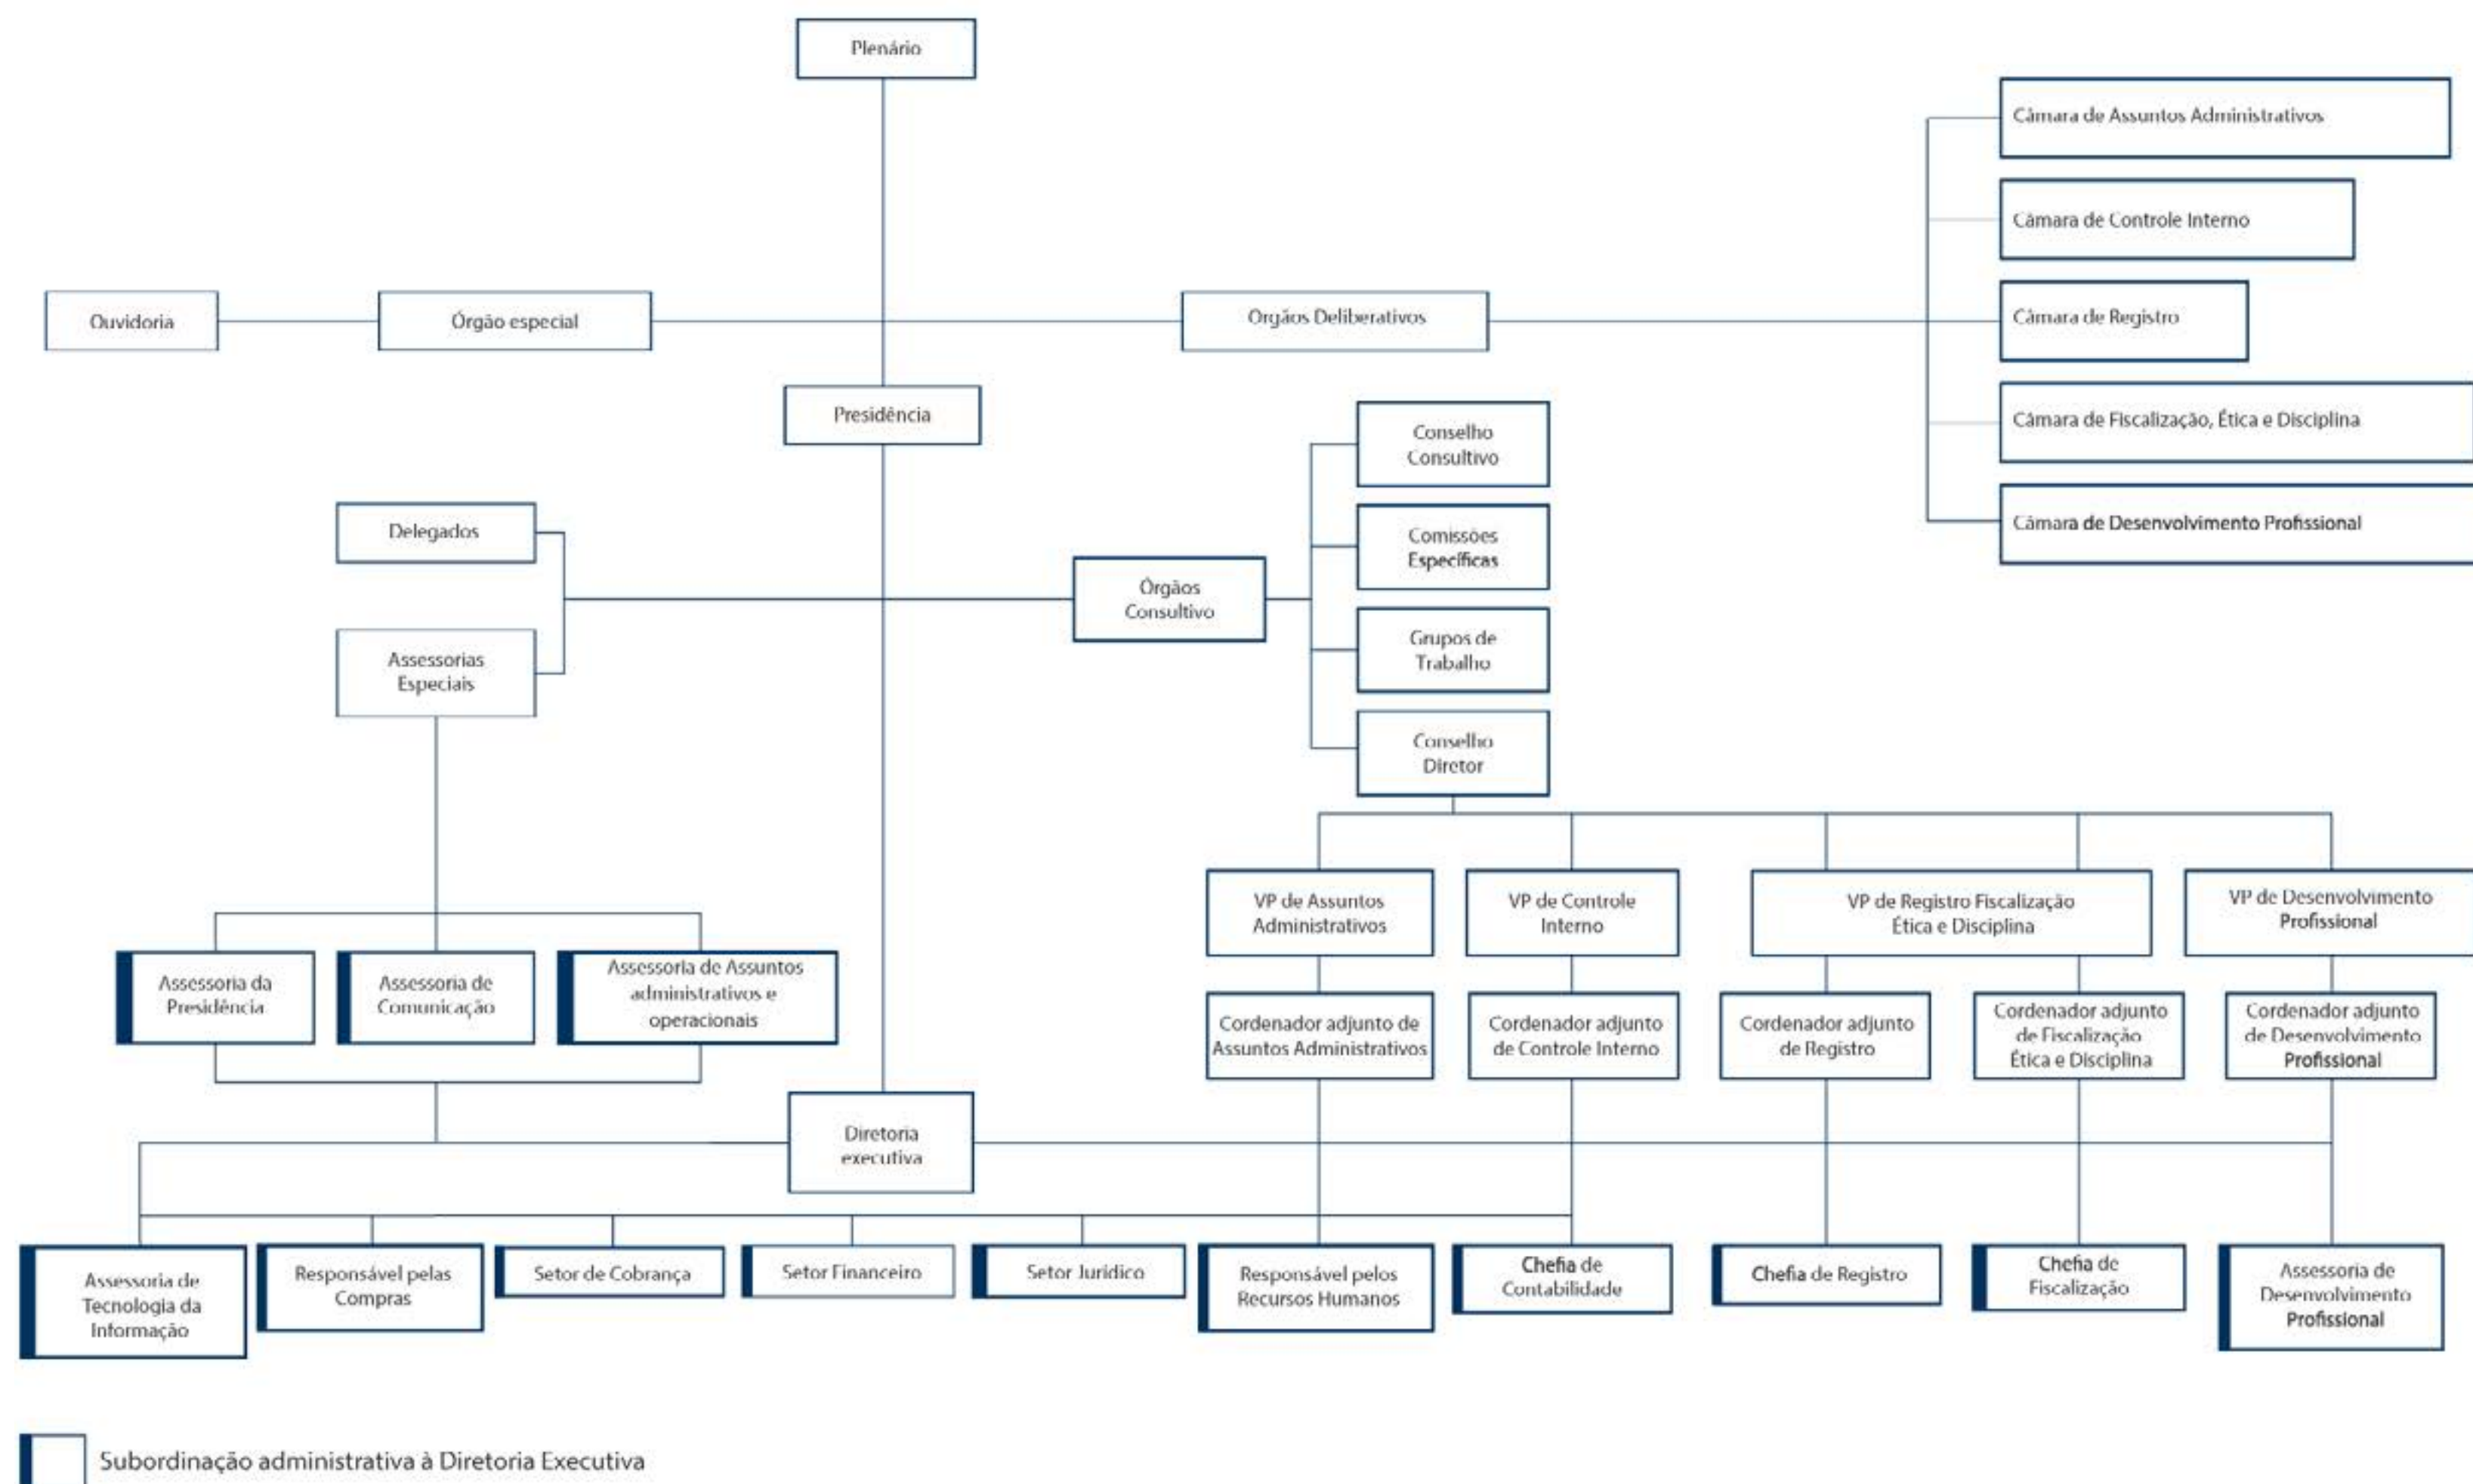 Plenário
Câmara de Assuntos Administrativos
Câmara de Controle Interno
Ouvidoria
Órgão especial
Orgãos Deliberativos
Câmara de Registro
Presidência
Câmara de Fiscalização, Ética e Disciplina
Conselho
Consultivo
Delegados
Câmara de Desenvolvimento Profissional
Comissões
Específicas
Órgãos
Consultivo
Assessorias
Especiais
Grupos de
Trabalho
Conselho
Diretor
VP de Assuntos
Administrativos
VP de Controle
Interno
VP de Registro Fiscalização
Ética e Disciplina
VP de Desenvolvimento
Profissional
Assessoria da
Presidência
Assessoria de
Comunicação
Assessoria de Assuntos
administrativos e
operacionais
Cordenador adjunto de
Assuntos Administrativos
Cordenador adjunto
de Controle Interno
Cordenador adjunto
de Registro
Cordenador adjunto
de Fiscalização
Ética e Disciplina
Cordenador adjunto
de Desenvolvimento
Profissional
Diretoria
executiva
Assessoria de
Tecnologia da
Informação
Responsável pelas
Compras
Setor de Cobrança
Setor Financeiro
Setor Jurídico
Responsável pelos
Recursos Humanos
Chefia de
Contabilidade
Chefia de Registro
Chefia de
Fiscalização
Assessoria de
Desenvolvimento
Profissional
Subordinação administrativa à Diretoria Executiva